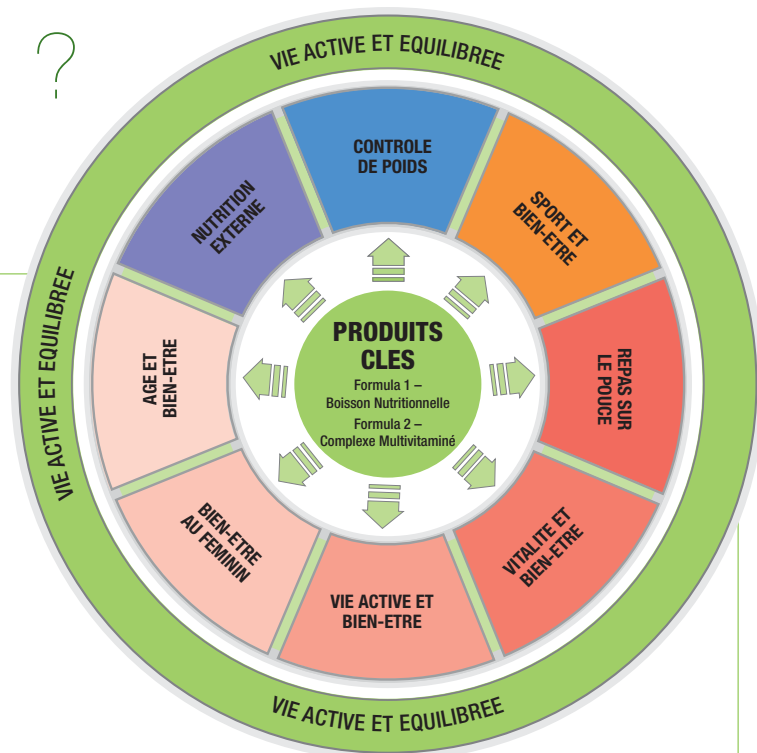 ?
VIE ACTIVE ET EQUILIBREE
CONTROLE
DE POIDS
SPORT ET
BIEN-ETRE
REPAS SUR
LE POUCE
VITALITE ET
BIEN-ETRE
VIE ACTIVE ET
BIEN-ETRE
BIEN-ETRE
AU FEMININ
AGE ET
BIEN-ETRE
NUTRITION
EXTERNE
PRODUITS
CLES
Formula 1 –
Boisson Nutritionnelle
Formula 2 –
Complexe Multivitaminé
VIE ACTIVE ET EQUILIBREE
VIE ACTIVE ET EQUILIBREE